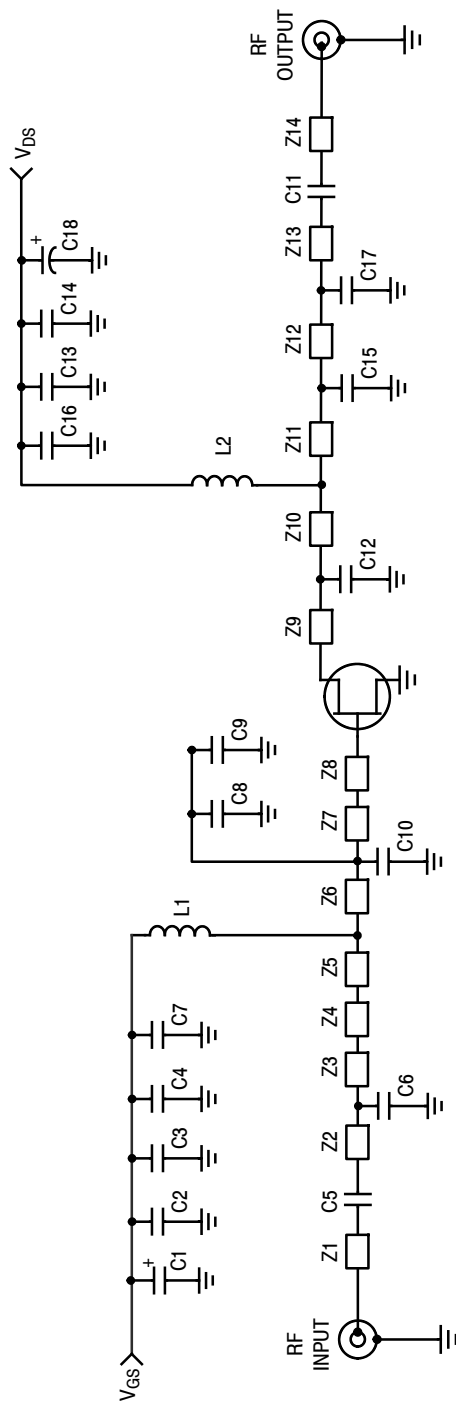 V_GS
+
C1
C2
C3
C4
C7
L1
C8
C9
V_DS
+
C18
C14
C13
C16
L2
RF
INPUT
Z1
C5
Z2
C6
Z3
Z4
Z5
Z6
C10
Z7
Z8
Z9
C12
Z10
Z11
C15
Z12
C17
Z13
C11
Z14
RF
OUTPUT